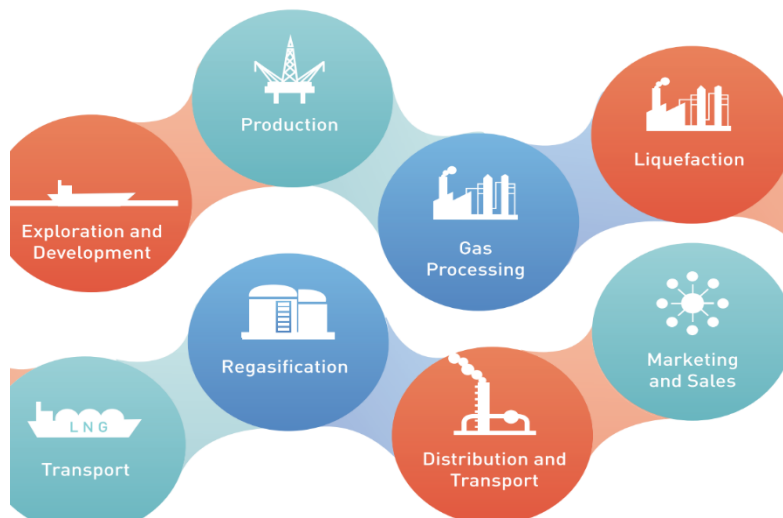 Production
Liquefaction
Exploration and
Development
Gas
Processing
Regasification
Marketing
and Sales
LNG
Transport
Distribution and
Transport